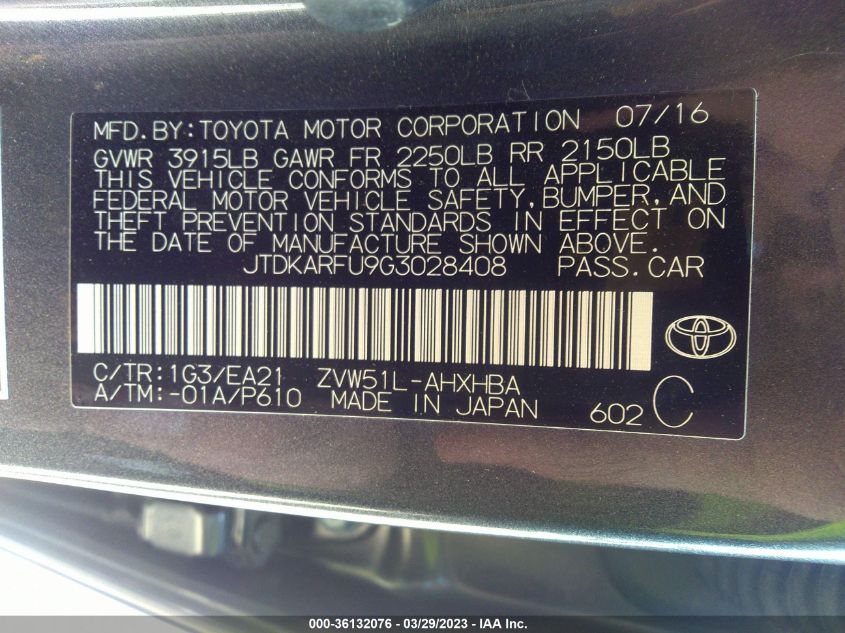 MFD.BY:TOYOTA MOTOR CORPORATION 07/16
GVWR 3915LB GAWR FR 2250LB RR 2150LB
THIS VEHICLE CONFORMS TO ALL APPLICABLE
FEDERAL MOTOR VEHICLE SAFETY,BUMPER,AND
THEFT PREVENTION STANDARDS IN EFFECT ON
THE DATE OF MANUFACTURE SHOWN ABOVE.
JTDKARFU9G3028408 PASS.CAR
C/TR:1G3/EA21 ZVW51L-AHXHBA
A/TM:-01A/P610 MADE IN JAPAN
602 C
000-36132076 - 03/29/2023 - IAA Inc.